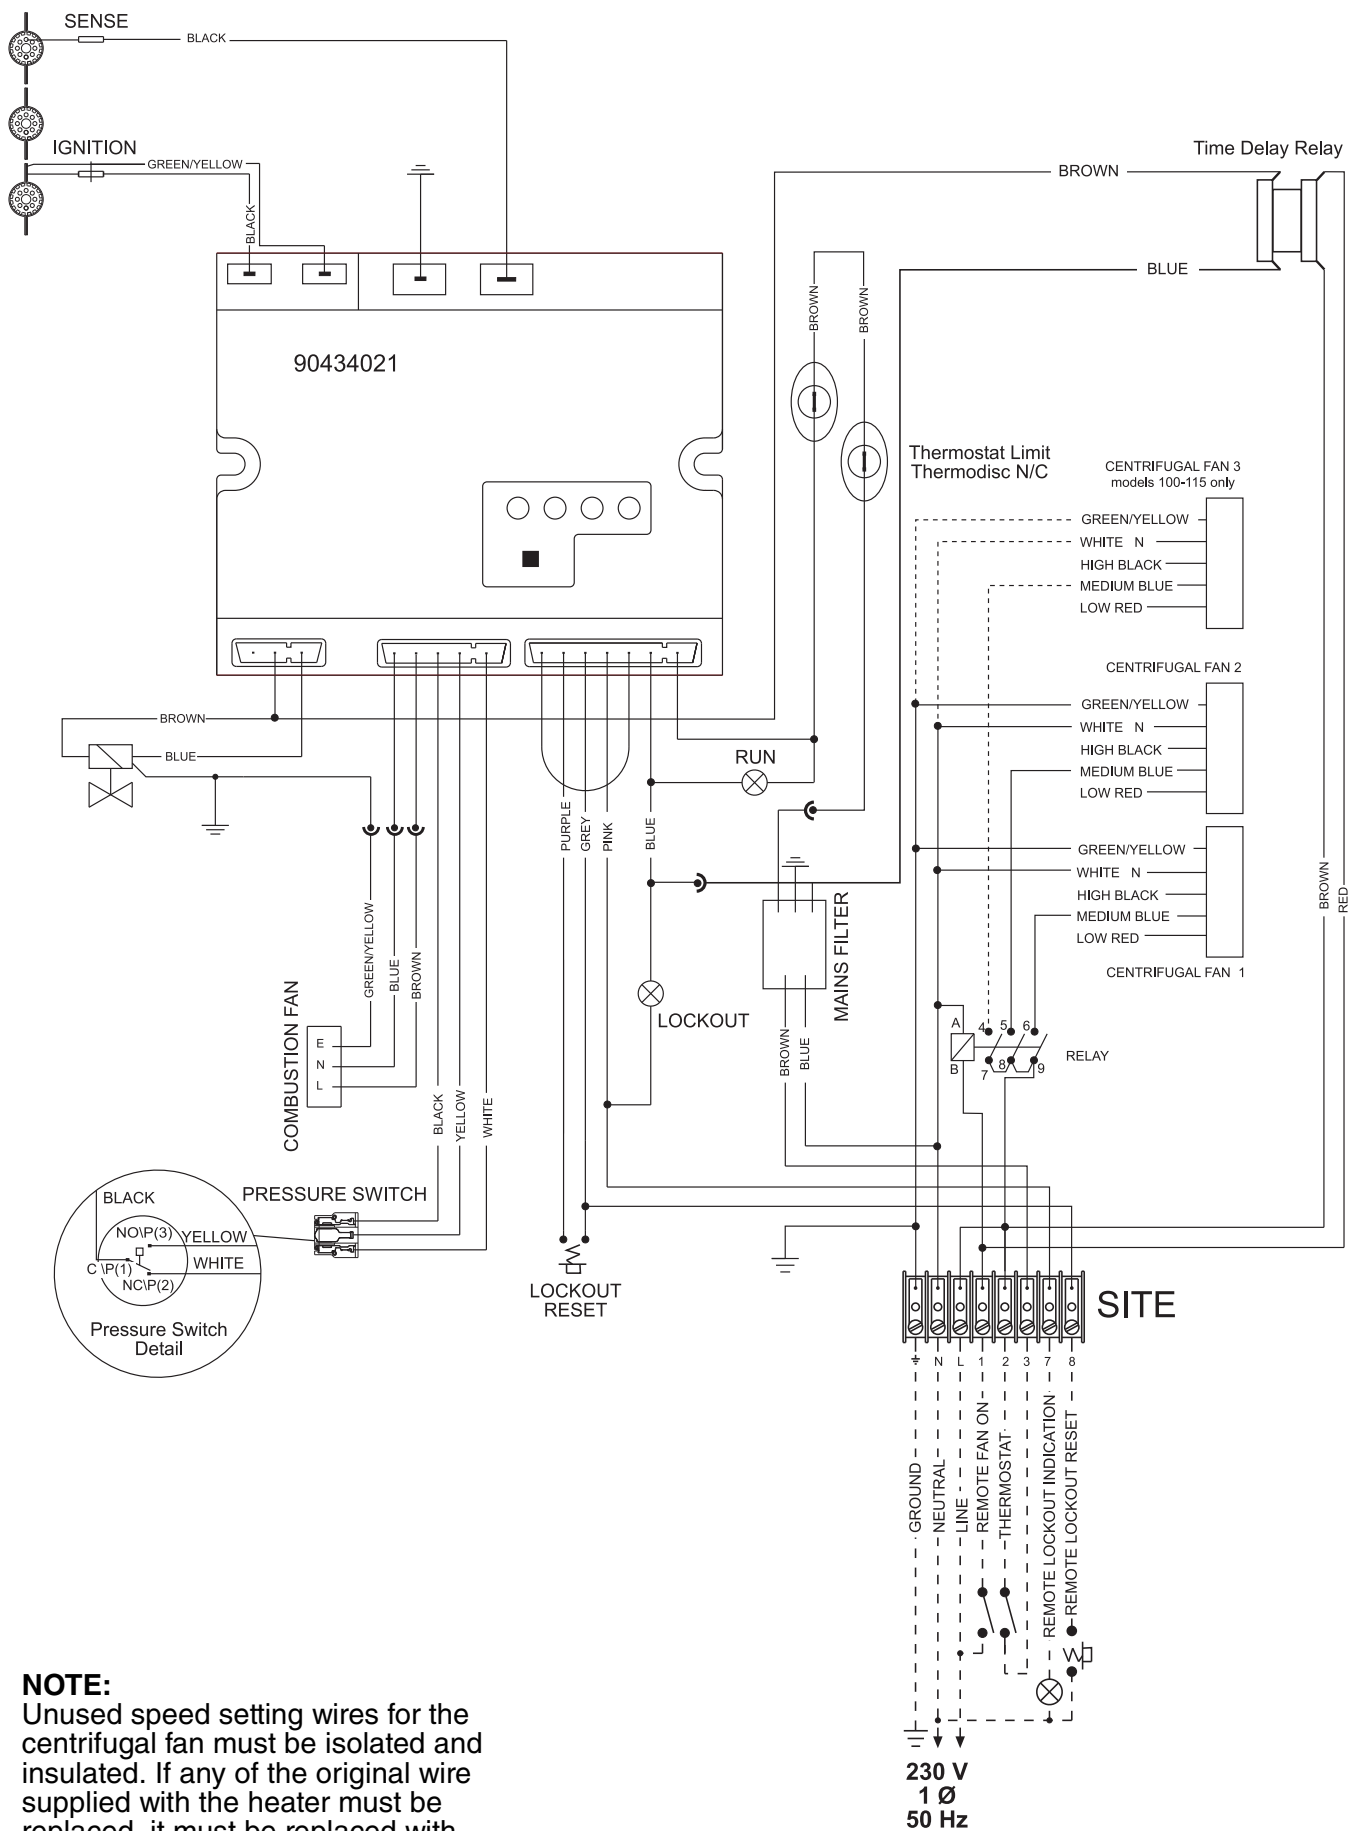 SENSE
BLACK
IGNITION
GREEN/YELLOW
BLACK
Time Delay Relay
BROWN
BLUE
BROWN
BROWN
90434021
Thermostat Limit
Thermodisc N/C
CENTRIFUGAL FAN 3
models 100-115 only
GREEN/YELLOW
WHITE N
HIGH BLACK
MEDIUM BLUE
LOW RED
CENTRIFUGAL FAN 2
GREEN/YELLOW
WHITE N
HIGH BLACK
MEDIUM BLUE
LOW RED
GREEN/YELLOW
WHITE N
HIGH BLACK
MEDIUM BLUE
LOW RED
CENTRIFUGAL FAN 1
BROWN
RED
BROWN
BLUE
RUN
PURPLE
GREY
PINK
BLUE
MAINS FILTER
GREEN/YELLOW
BLUE
BROWN
COMBUSTION FAN
E
N
L
LOCKOUT
BROWN
BLUE
A
B
4
5
6
7
8
9
RELAY
BLACK
YELLOW
WHITE
PRESSURE SWITCH
BLACK
NO\P(3)
YELLOW
C \P(1)
WHITE
NC\P(2)
Pressure Switch
Detail
LOCKOUT
RESET
SITE
N L 1 2 3 7 8
GROUND
NEUTRAL
LINE
REMOTE FAN ON
THERMOSTAT
REMOTE LOCKOUT INDICATION
REMOTE LOCKOUT RESET
230 V
1 Ø
50 Hz
NOTE:
Unused speed setting wires for the
centrifugal fan must be isolated and
insulated. If any of the original wire
supplied with the heater must be
replaced, it must be replaced with